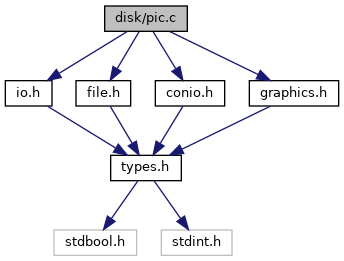 disk/pic.c
io.h
file.h
conio.h
graphics.h
types.h
stdbool.h
stdint.h